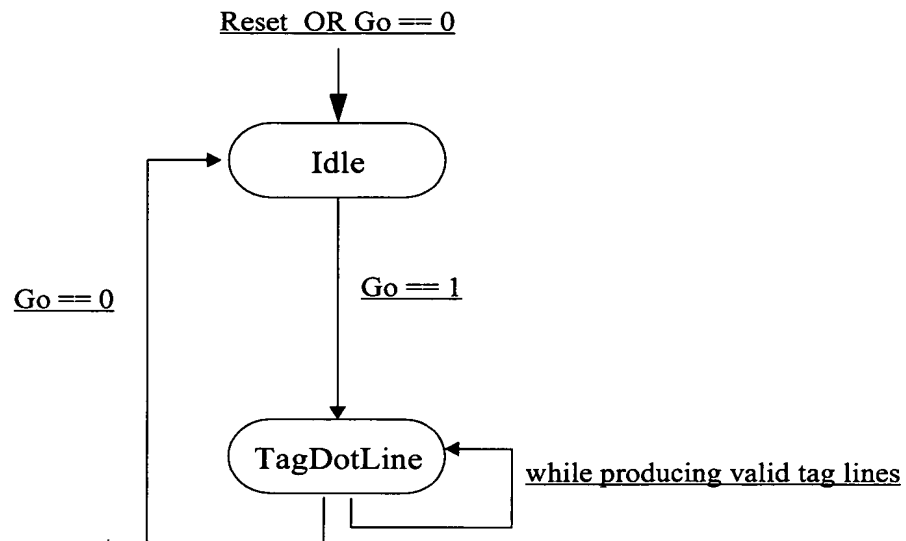 Reset OR Go == 0
Idle
Go == 0
Go == 1
TagDotLine
while producing valid tag lines